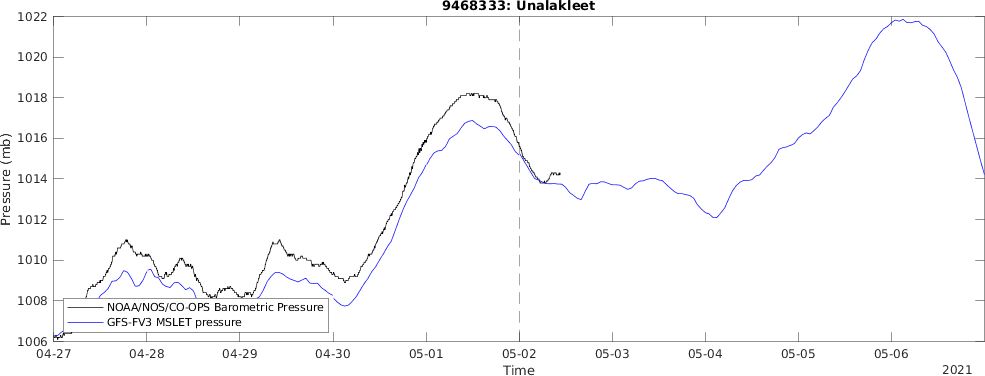 9468333: Unalakleet
1022
1020
1018
1016
1014
1012
1010
1008
1006
Pressure (mb)
NOAA/NOS/CO-OPS Barometric Pressure
GFS-FV3 MSLET pressure
04-27 04-28 04-29 04-30 05-01 05-02 05-03 05-04 05-05 05-06
Time
2021